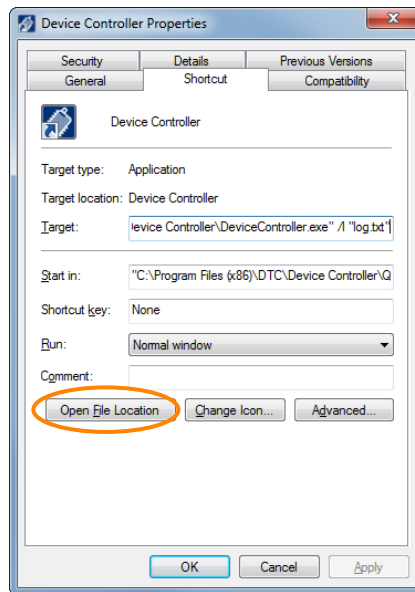 Device Controller Properties
Security Details Previous Versions
General Shortcut Compatibility
Device Controller
Target type: Application
Target location: Device Controller
Target: evice Controller\DeviceController.exe" /l "log.txt"
Start in: "C:\Program Files (x86)\DTC\Device Controller\Q
Shortcut key: None
Run: Normal window
Comment:
Open File Location Change Icon... Advanced...
OK Cancel Apply